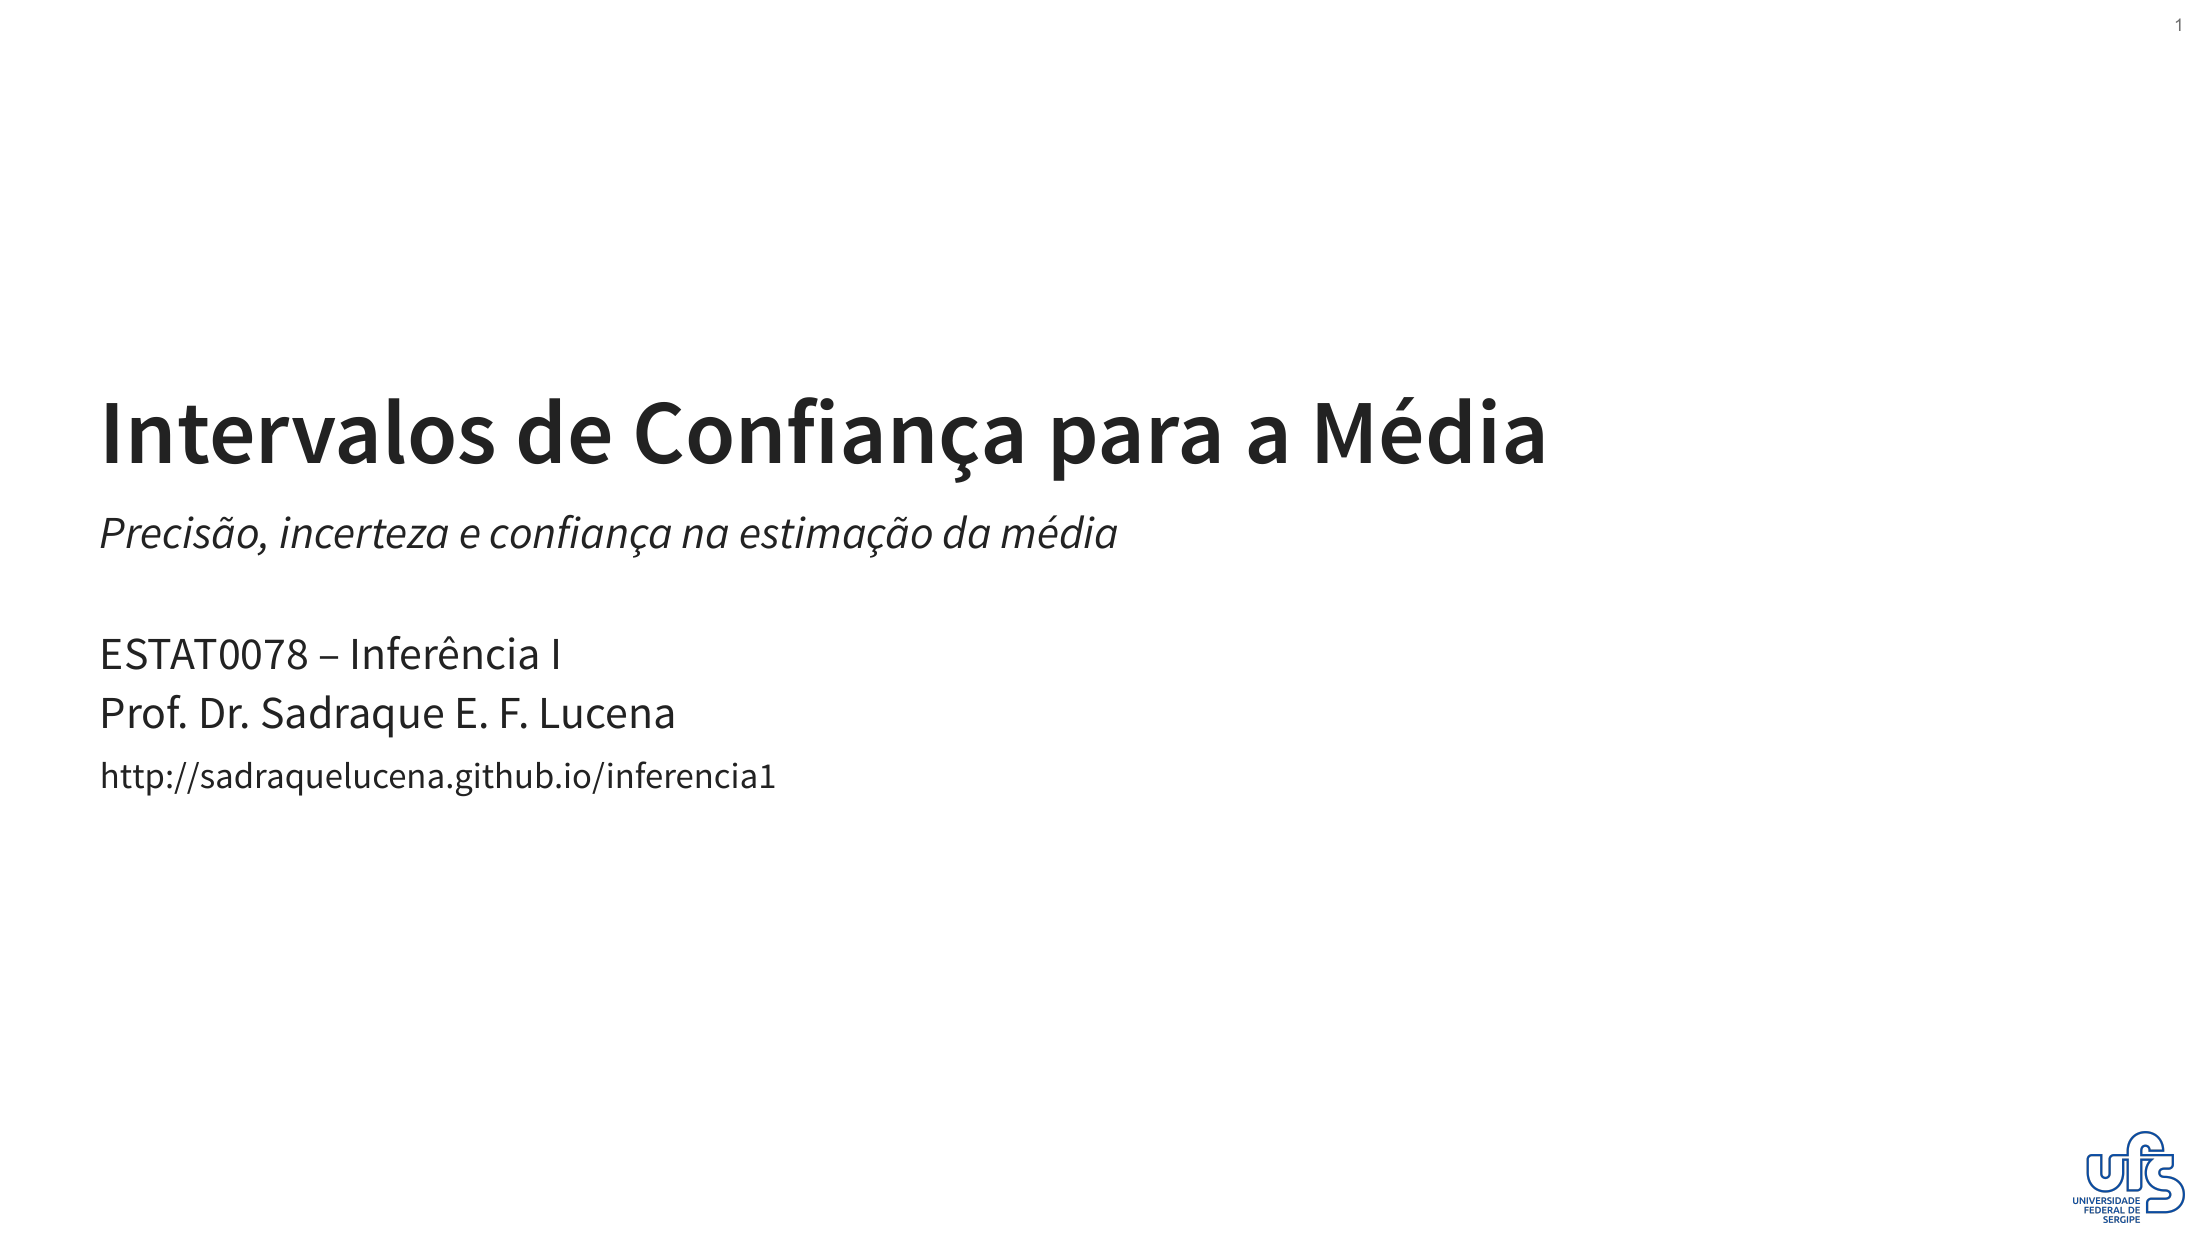 1
Intervalos de Confiança para a Média
Precisão, incerteza e confiança na estimação da média
ESTAT0078 – Inferência I
Prof. Dr. Sadraque E. F. Lucena
http://sadraquelucena.github.io/inferencia1
ufs
UNIVERSIDADE
FEDERAL DE
SERGIPE